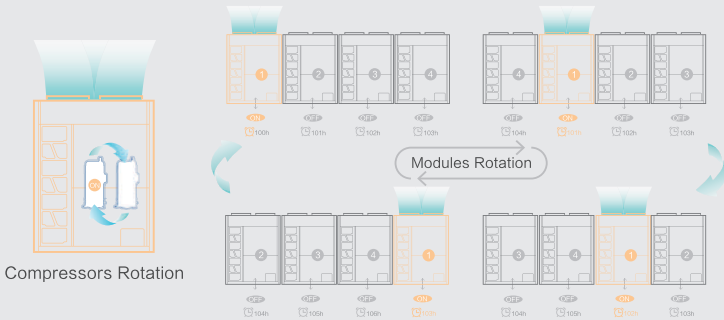 1 2 3 4
ON OFF OFF OFF
100h 101h 102h 103h
4 1 2 3
OFF ON OFF OFF
104h 102h 103h
ON
Modules Rotation
Compressors Rotation
2 3 4 1
OFF OFF OFF ON
104h 105h 106h
3 4 1 2
OFF OFF ON OFF
104h 105h 103h